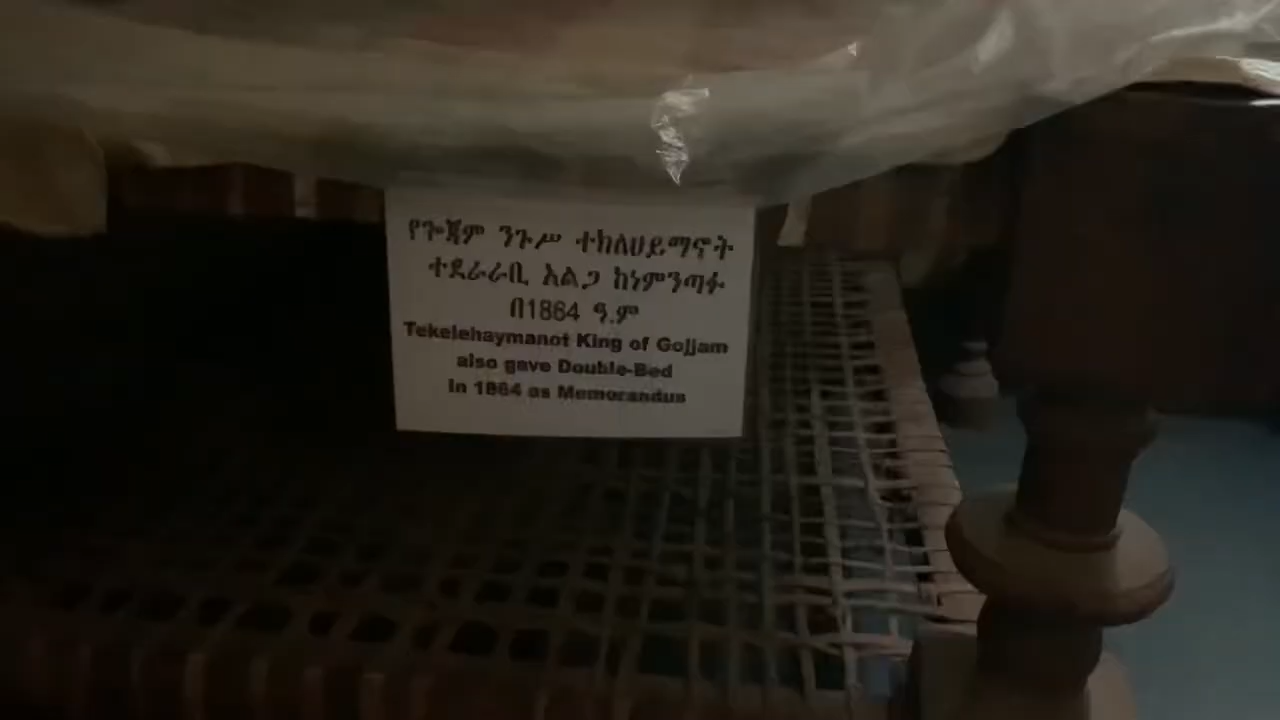 የጐጃም ንጉሥ ተክለሀይማኖት
ተደራራቢ አልጋ ከነምንጣፉ
በ1864 ዓ.ም
Tekelehaymanot King of Gojjam
also gave Double-Bed
in 1864 as Memorandus